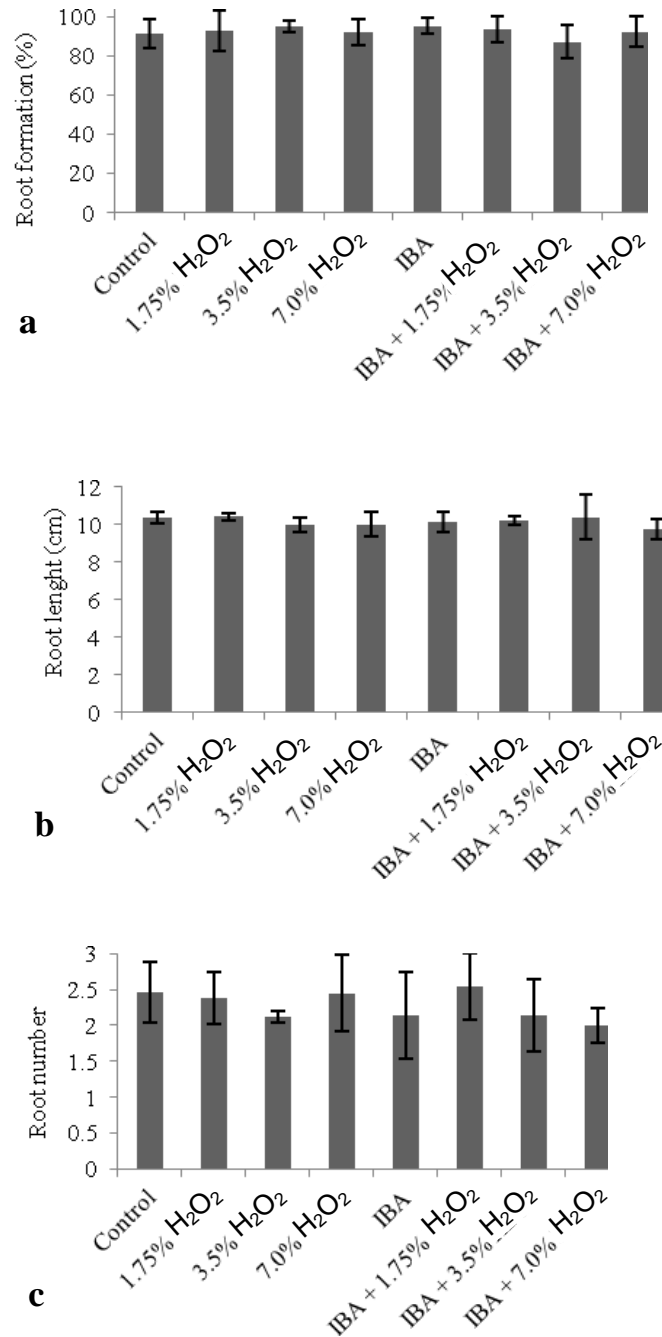 100
80
60
40
20
0
Root formation (%)
Control
1.75% H₂O₂
3.5% H₂O₂
7.0% H₂O₂
IBA
IBA + 1.75% H₂O₂
IBA + 3.5% H₂O₂
IBA + 7.0% H₂O₂
a
12
10
8
6
4
2
0
Root lenght (cm)
Control
1.75% H₂O₂
3.5% H₂O₂
7.0% H₂O₂
IBA
IBA + 1.75% H₂O₂
IBA + 3.5% H₂O₂
IBA + 7.0% H₂O₂
b
3
2.5
2
1.5
1
0.5
0
Root number
Control
1.75% H₂O₂
3.5% H₂O₂
7.0% H₂O₂
IBA
IBA + 1.75% H₂O₂
IBA + 3.5% H₂O₂
IBA + 7.0% H₂O₂
c